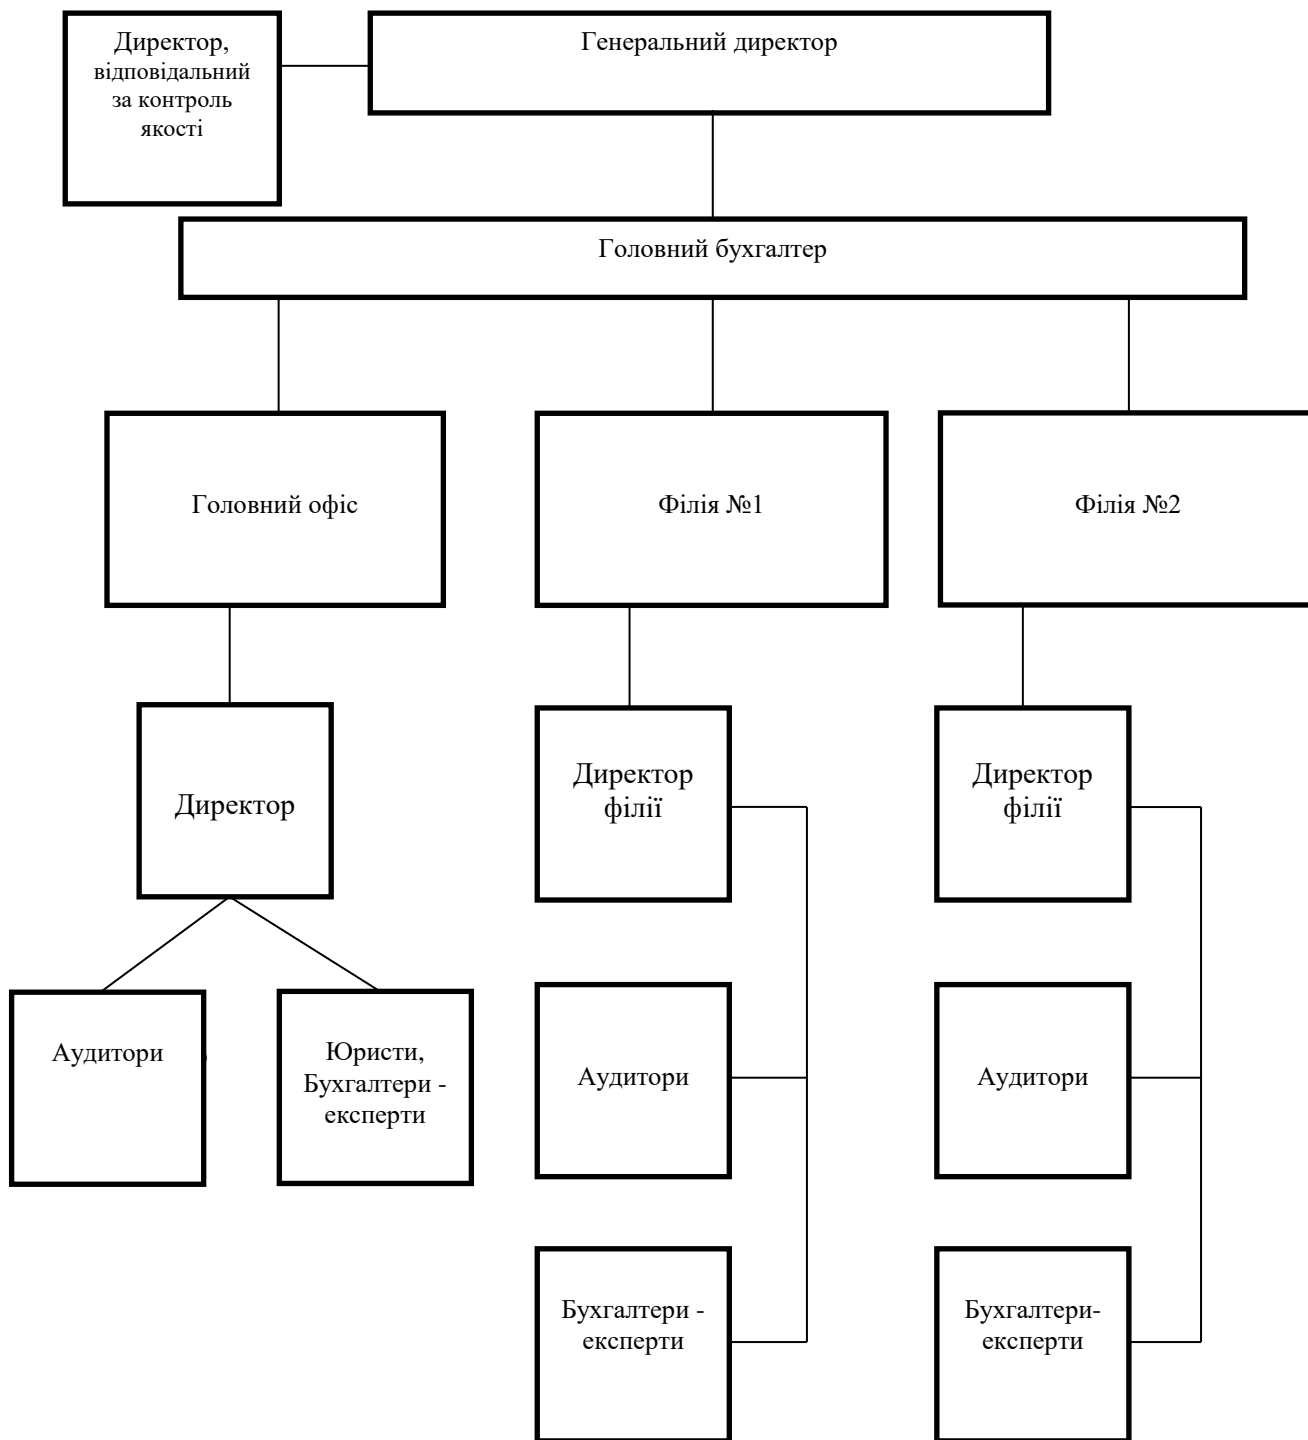 Директор,
відповідальний
за контроль
якості
Генеральний директор
Головний бухгалтер
Головний офіс
Філія №1
Філія №2
Директор
Директор
філії
Директор
філії
Аудитори
Юристи,
Бухгалтери -
експерти
Аудитори
Аудитори
Бухгалтери -
експерти
Бухгалтери-
експерти